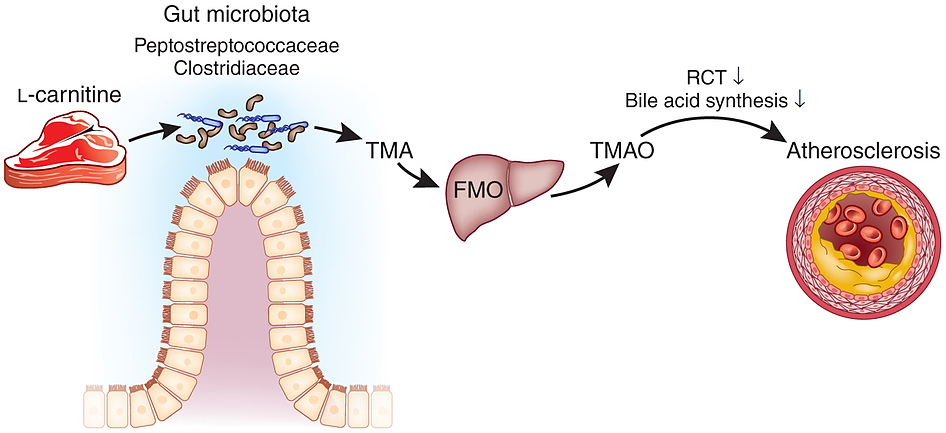 Gut microbiota
Peptostreptococcaceae
Clostridiaceae
L-carnitine
TMA
FMO
TMAO
RCT ↓
Bile acid synthesis ↓
Atherosclerosis